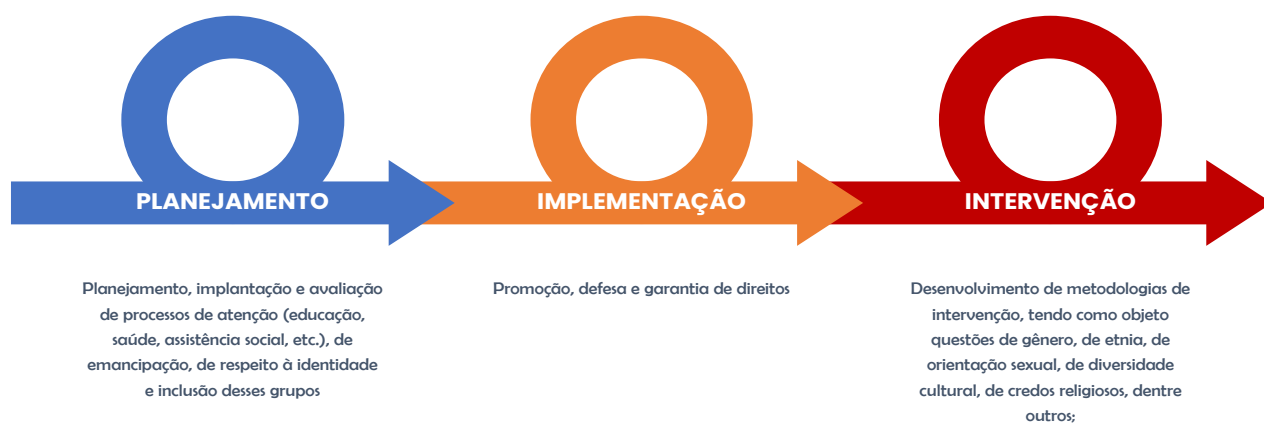 PLANEJAMENTO
Planejamento, implantação e avaliação
de processos de atenção (educação,
saúde, assistência social, etc.), de
emancipação, de respeito à identidade
e inclusão desses grupos
IMPLEMENTAÇÃO
Promoção, defesa e garantia de direitos
INTERVENÇÃO
Desenvolvimento de metodologias de
intervenção, tendo como objeto
questões de gênero, de etnia, de
orientação sexual, de diversidade
cultural, de credos religiosos, dentre
outros;